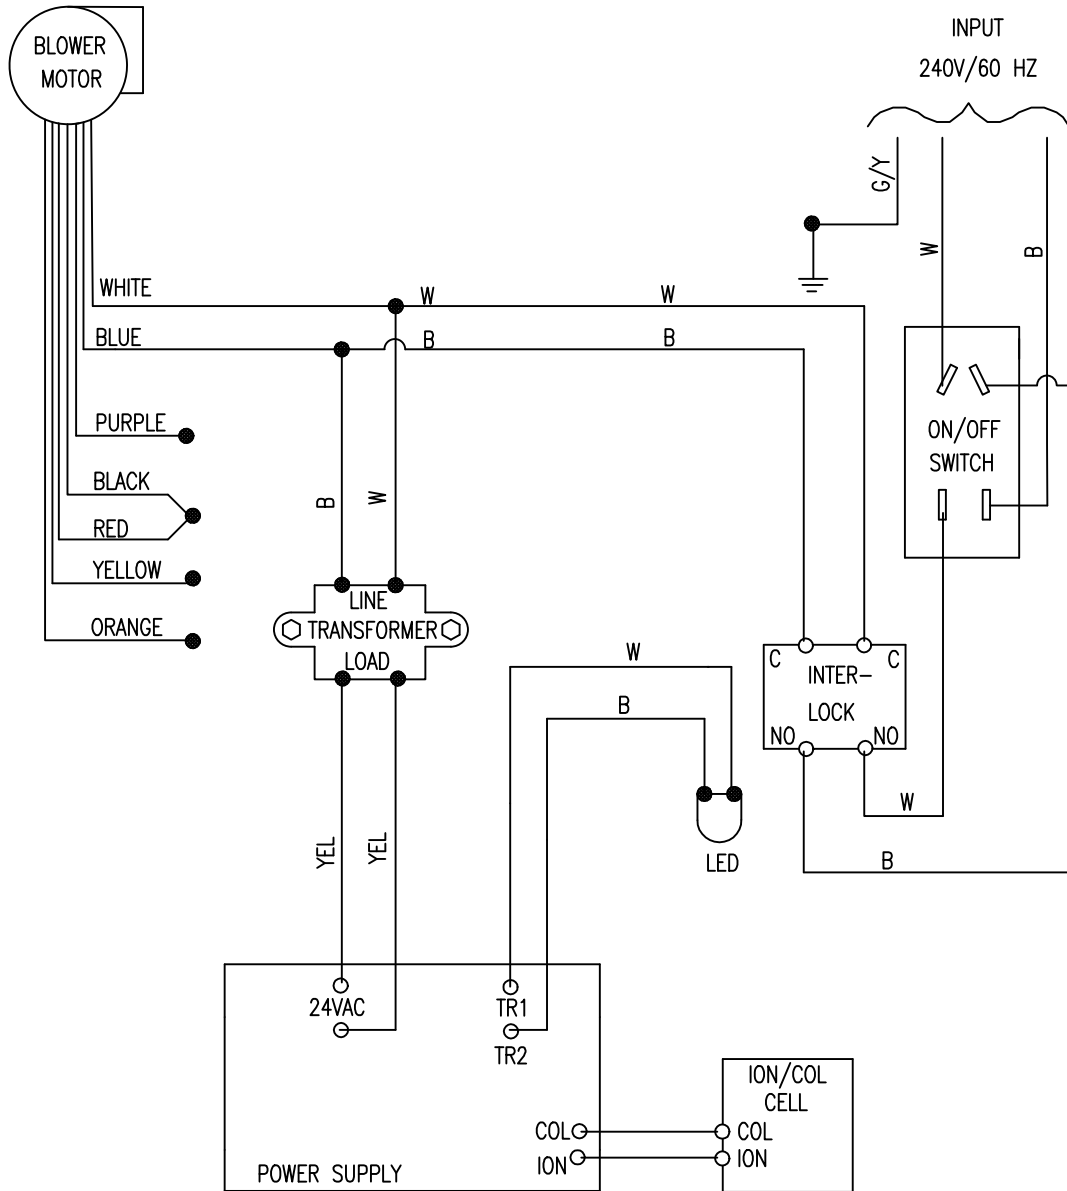 BLOWER
MOTOR
INPUT
240V/60 HZ
G/Y
W
B
WHITE
W
W
BLUE
B
B
PURPLE
BLACK
RED
YELLOW
ORANGE
ON/OFF
SWITCH
B
W
LINE
TRANSFORMER
LOAD
W
B
C
C
INTER-
LOCK
NO
NO
W
B
LED
YEL
YEL
24VAC
TR1
TR2
COL
ION
POWER SUPPLY
ION/COL
CELL
COL
ION